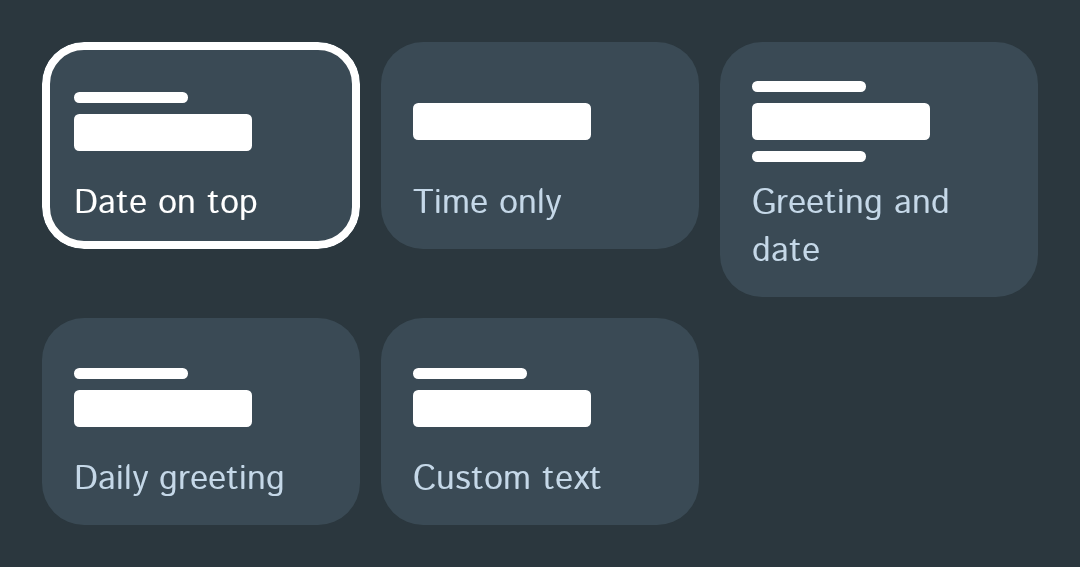 Date on top
Time only
Greeting and
date
Daily greeting
Custom text